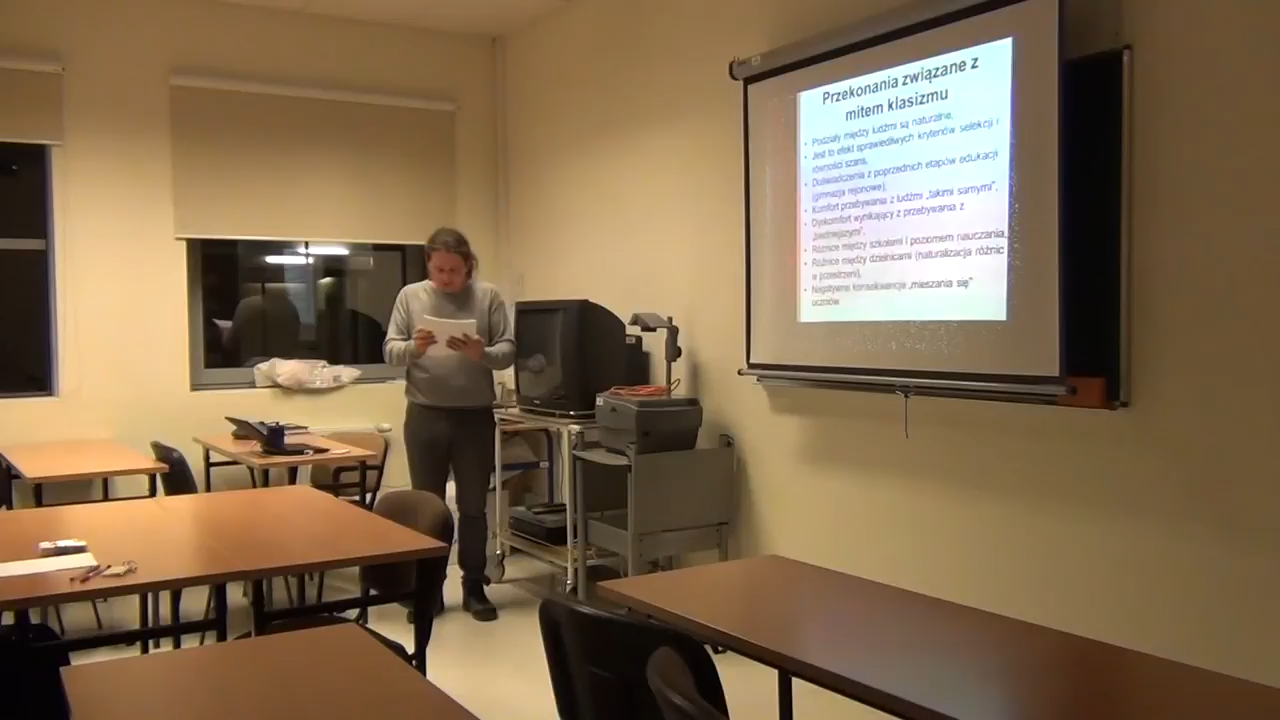 Przekonania związane z
mitem klasizmu
• Podziały między ludźmi są naturalne,
• Jest to efekt sprawiedliwych kryteriów selekcji i
równości szans,
• Doświadczenia z poprzednich etapów edukacji
(gimnazja rejonowe),
• Komfort przebywania z ludźmi „takimi samymi”,
• Dyskomfort wynikający z przebywania z
„biedniejszymi”,
• Różnice między szkołami i poziomem nauczania,
• Różnice między dzielnicami (naturalizacja różnic
w przestrzeni),
• Negatywne konsekwencje „mieszania się”
uczniów